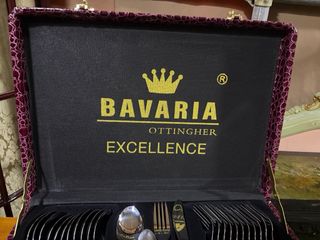 ®
BAVARIA
OTTINGHER
EXCELLENCE